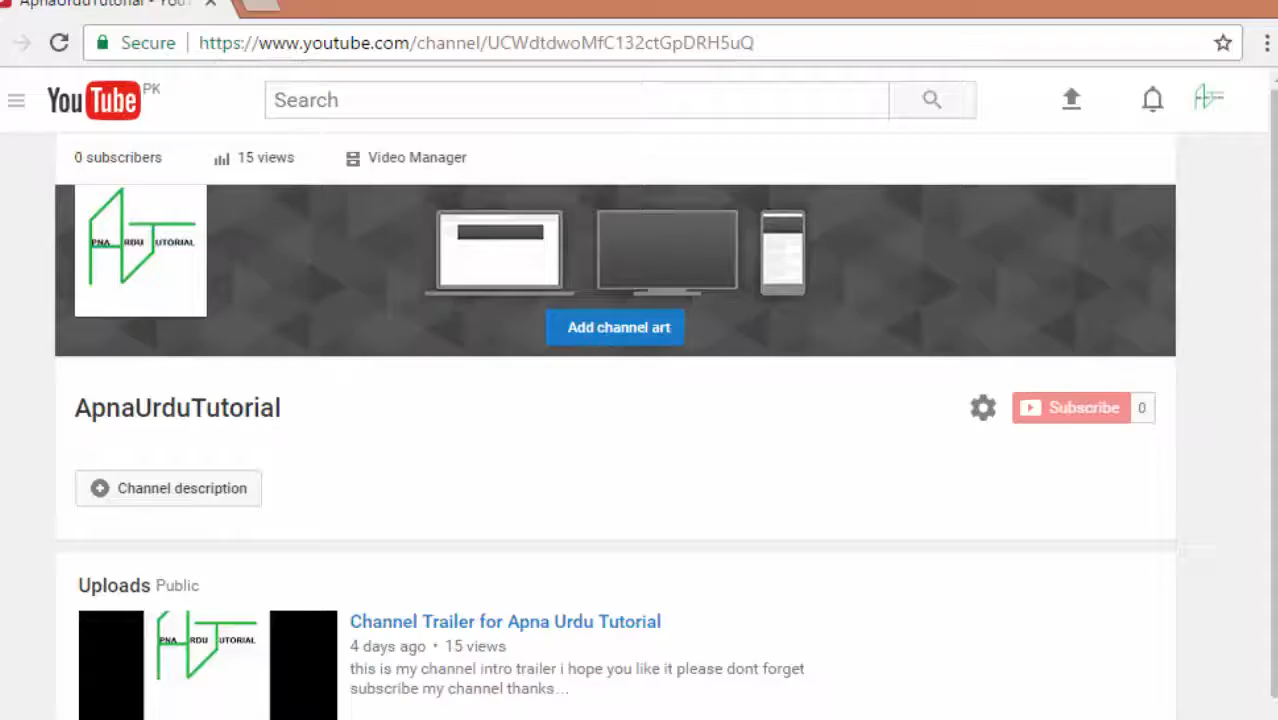 ApnaUrduTutorial - You
Secure https://www.youtube.com/channel/UCWdtdwoMfC132ctGpDRH5uQ
YouTube PK
Search
0 subscribers 15 views Video Manager
PNA RDU UTORIAL
Add channel art
ApnaUrduTutorial
Subscribe 0
Channel description
Uploads Public
PNA RDU UTORIAL
Channel Trailer for Apna Urdu Tutorial
4 days ago • 15 views
this is my channel intro trailer i hope you like it please dont forget
subscribe my channel thanks...